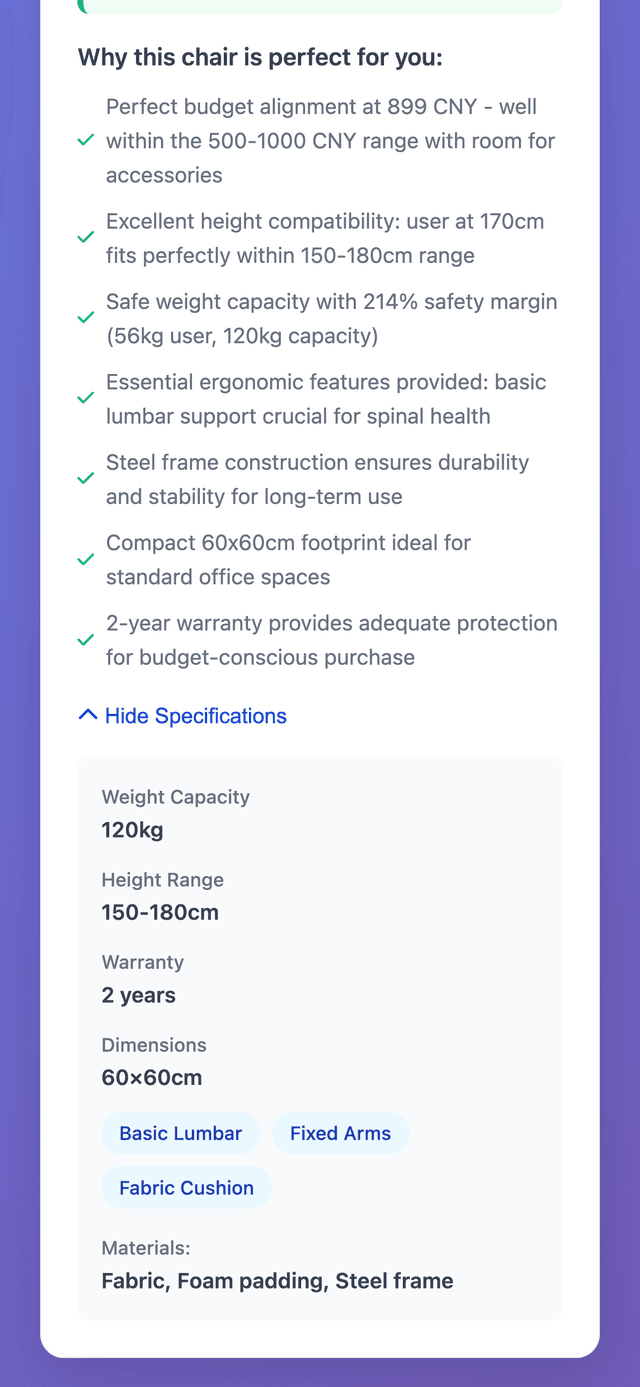 Why this chair is perfect for you:
Perfect budget alignment at 899 CNY - well
within the 500-1000 CNY range with room for
accessories
Excellent height compatibility: user at 170cm
fits perfectly within 150-180cm range
Safe weight capacity with 214% safety margin
(56kg user, 120kg capacity)
Essential ergonomic features provided: basic
lumbar support crucial for spinal health
Steel frame construction ensures durability
and stability for long-term use
Compact 60x60cm footprint ideal for
standard office spaces
2-year warranty provides adequate protection
for budget-conscious purchase
Hide Specifications
Weight Capacity
120kg
Height Range
150-180cm
Warranty
2 years
Dimensions
60×60cm
Basic Lumbar
Fixed Arms
Fabric Cushion
Materials:
Fabric, Foam padding, Steel frame